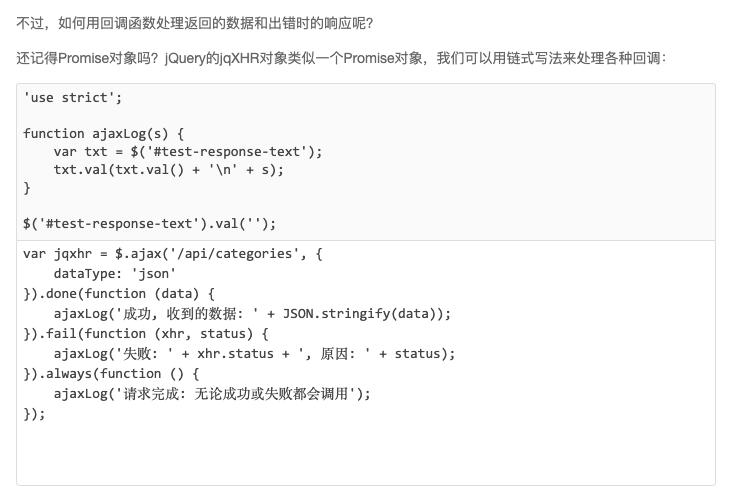 不过，如何用回调函数处理返回的数据和出错时的响应呢？
还记得Promise对象吗？jQuery的jqXHR对象类似一个Promise对象，我们可以用链式写法来处理各种回调：
'use strict';
function ajaxLog(s) {
    var txt = $('#test-response-text');
    txt.val(txt.val() + '\n' + s);
}
$('#test-response-text').val('');
var jqxhr = $.ajax('/api/categories', {
    dataType: 'json'
}).done(function (data) {
    ajaxLog('成功, 收到的数据: ' + JSON.stringify(data));
}).fail(function (xhr, status) {
    ajaxLog('失败: ' + xhr.status + ', 原因: ' + status);
}).always(function () {
    ajaxLog('请求完成: 无论成功或失败都会调用');
});